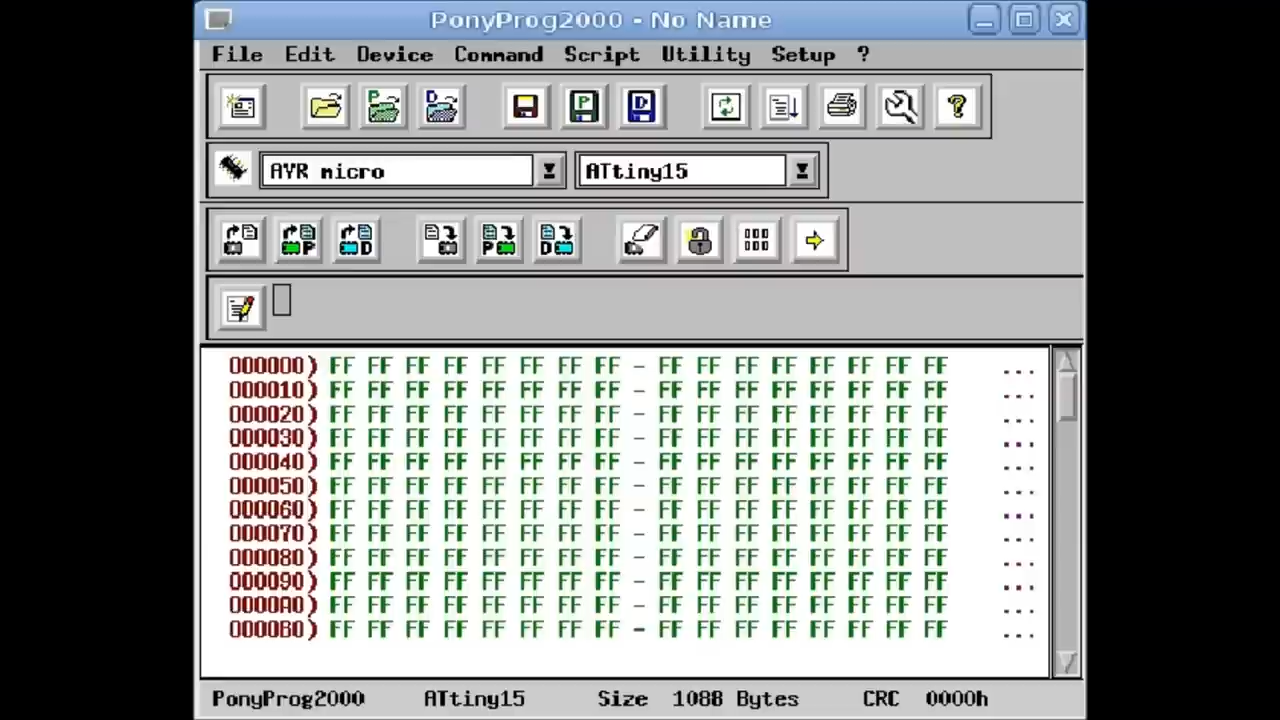 PonyProg2000 - No Name
File Edit Device Command Script Utility Setup ?
P D P D ?
AVR micro ATtiny15
P D P D
000000) FF FF FF FF FF FF FF FF - FF FF FF FF FF FF FF FF ...
000010) FF FF FF FF FF FF FF FF - FF FF FF FF FF FF FF FF ...
000020) FF FF FF FF FF FF FF FF - FF FF FF FF FF FF FF FF ...
000030) FF FF FF FF FF FF FF FF - FF FF FF FF FF FF FF FF ...
000040) FF FF FF FF FF FF FF FF - FF FF FF FF FF FF FF FF ...
000050) FF FF FF FF FF FF FF FF - FF FF FF FF FF FF FF FF ...
000060) FF FF FF FF FF FF FF FF - FF FF FF FF FF FF FF FF ...
000070) FF FF FF FF FF FF FF FF - FF FF FF FF FF FF FF FF ...
000080) FF FF FF FF FF FF FF FF - FF FF FF FF FF FF FF FF ...
000090) FF FF FF FF FF FF FF FF - FF FF FF FF FF FF FF FF ...
0000A0) FF FF FF FF FF FF FF FF - FF FF FF FF FF FF FF FF ...
0000B0) FF FF FF FF FF FF FF FF - FF FF FF FF FF FF FF FF ...
PonyProg2000 ATtiny15 Size 1088 Bytes CRC 0000h